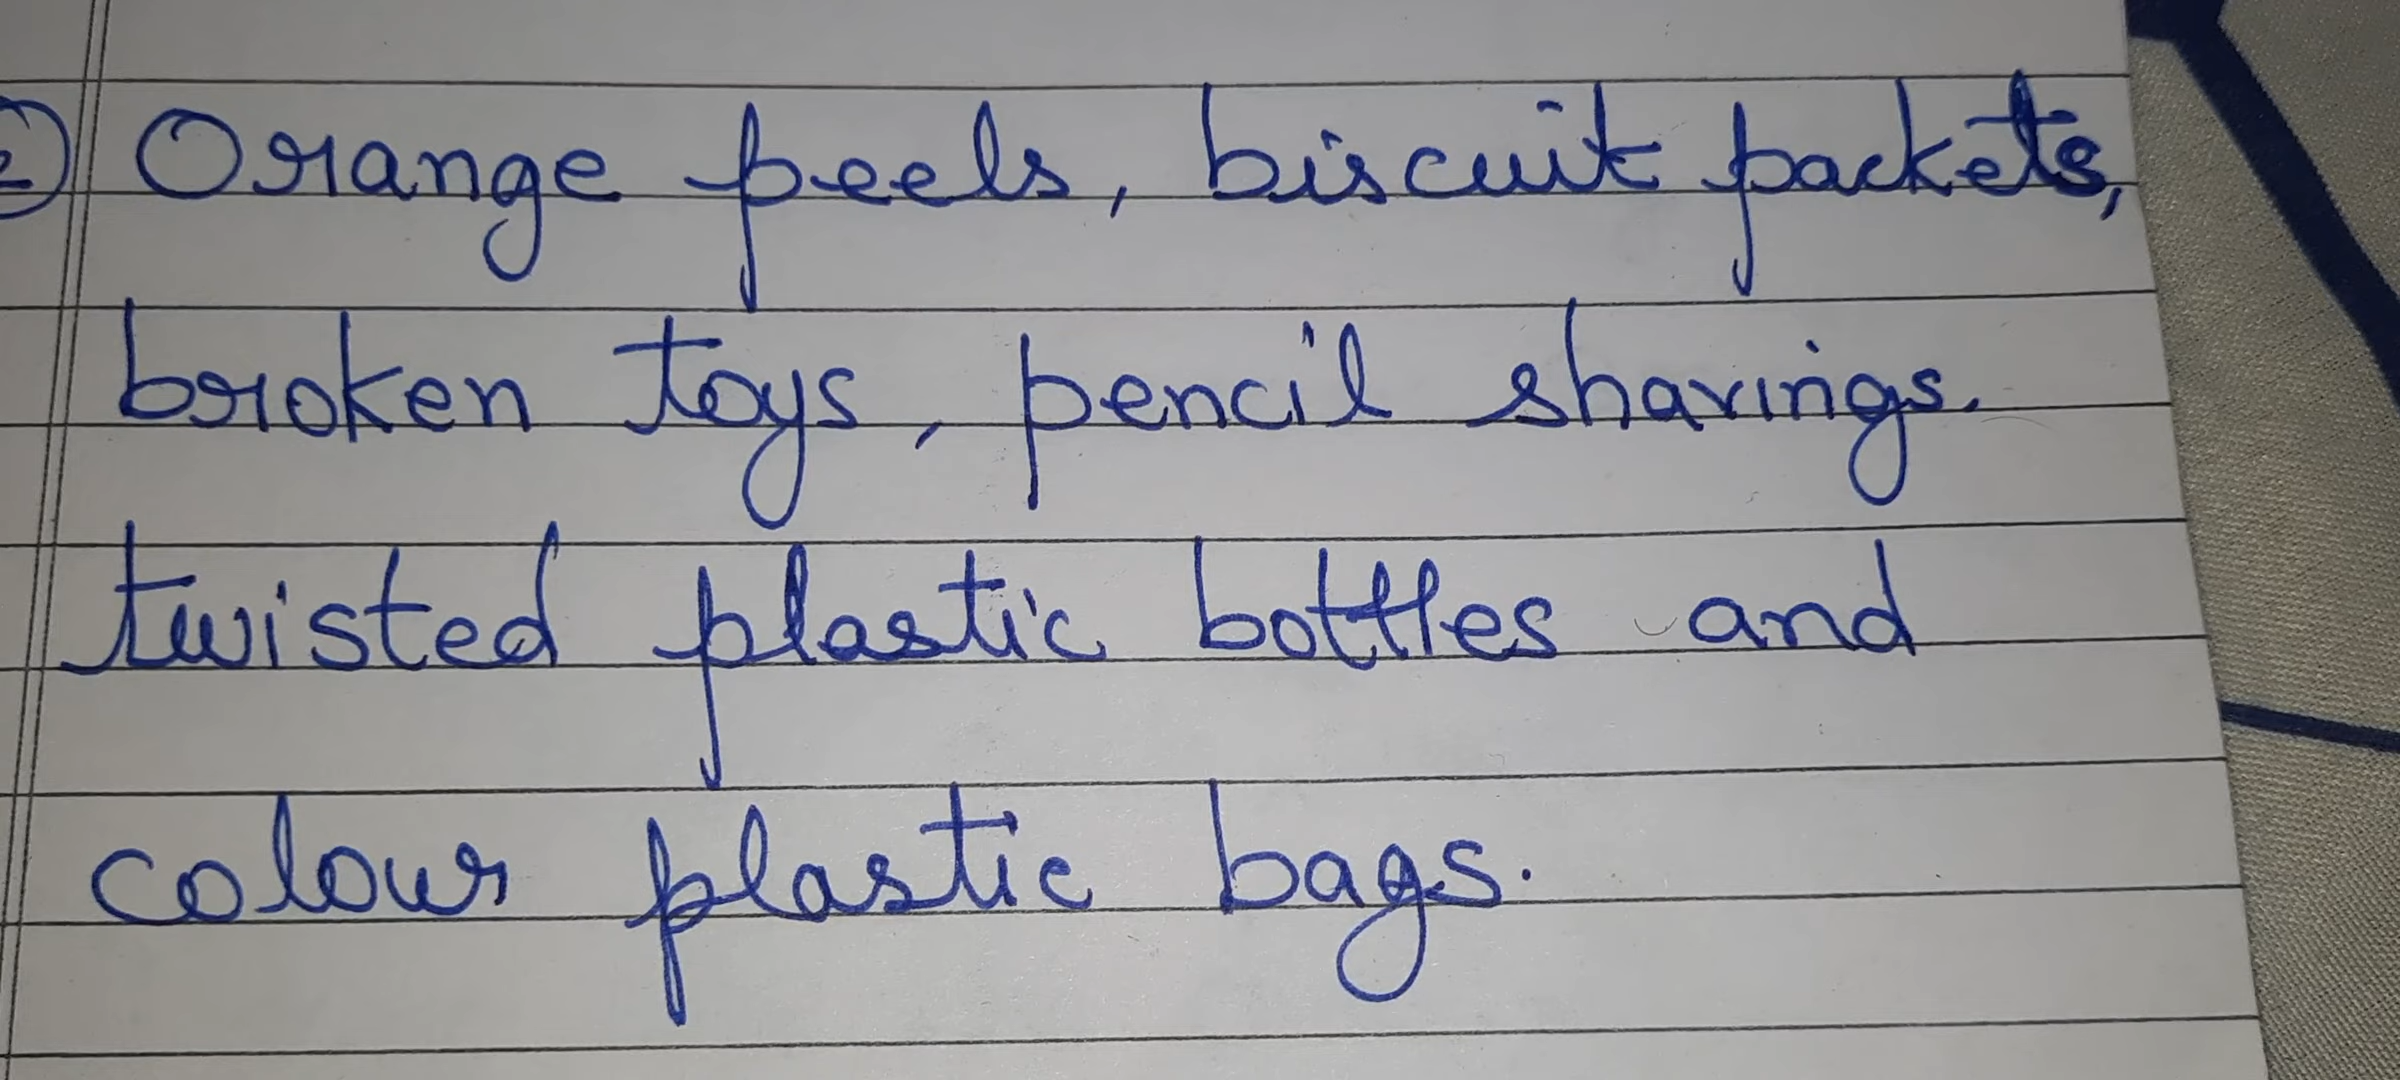 2) Orange peels, biscuit packets,
broken toys, pencil shavings.
twisted plastic bottles and
colour plastic bags.